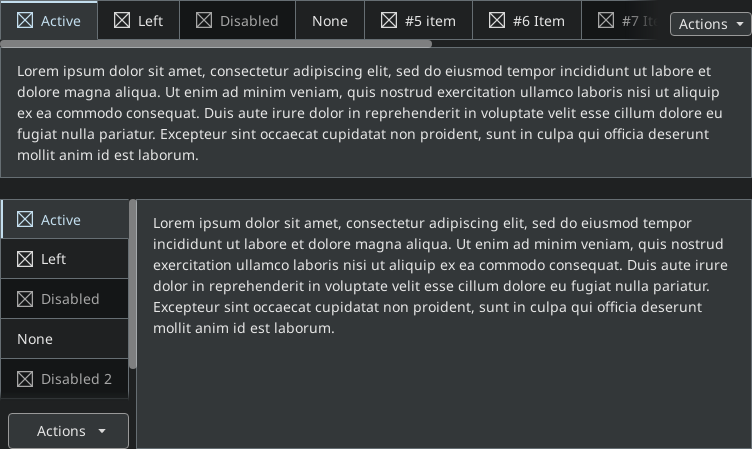 Active Left Disabled None #5 item #6 Item #7 Actions
Lorem ipsum dolor sit amet, consectetur adipiscing elit, sed do eiusmod tempor incididunt ut labore et
dolore magna aliqua. Ut enim ad minim veniam, quis nostrud exercitation ullamco laboris nisi ut aliquip
ex ea commodo consequat. Duis aute irure dolor in reprehenderit in voluptate velit esse cillum dolore eu
fugiat nulla pariatur. Excepteur sint occaecat cupidatat non proident, sunt in culpa qui officia deserunt
mollit anim id est laborum.
Active
Left
Disabled
None
Disabled 2
Actions
Lorem ipsum dolor sit amet, consectetur adipiscing elit, sed do eiusmod tempor
incididunt ut labore et dolore magna aliqua. Ut enim ad minim veniam, quis nostrud
exercitation ullamco laboris nisi ut aliquip ex ea commodo consequat. Duis aute irure
dolor in reprehenderit in voluptate velit esse cillum dolore eu fugiat nulla pariatur.
Excepteur sint occaecat cupidatat non proident, sunt in culpa qui officia deserunt
mollit anim id est laborum.